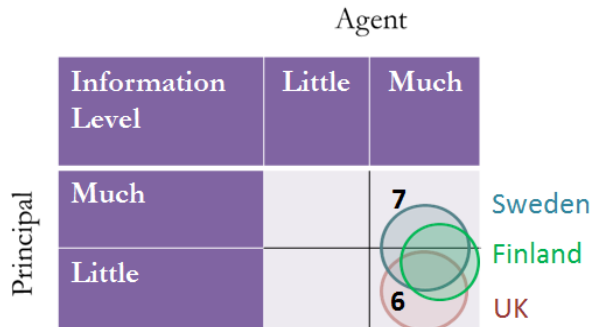 Agent
Information Level
Little
Much
Principal
Much
7
Sweden
Finland
Little
6
UK